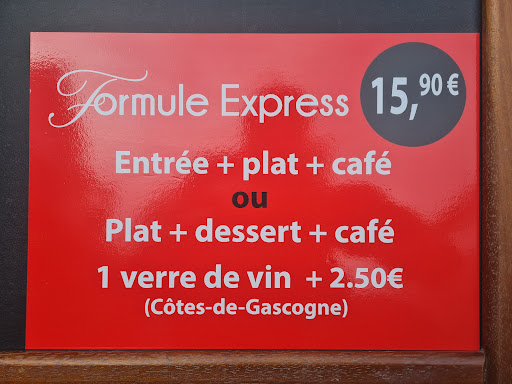 Formule Express 15,90€
Entrée + plat + café
ou
Plat + dessert + café
1 verre de vin + 2.50€
(Côtes-de-Gascogne)